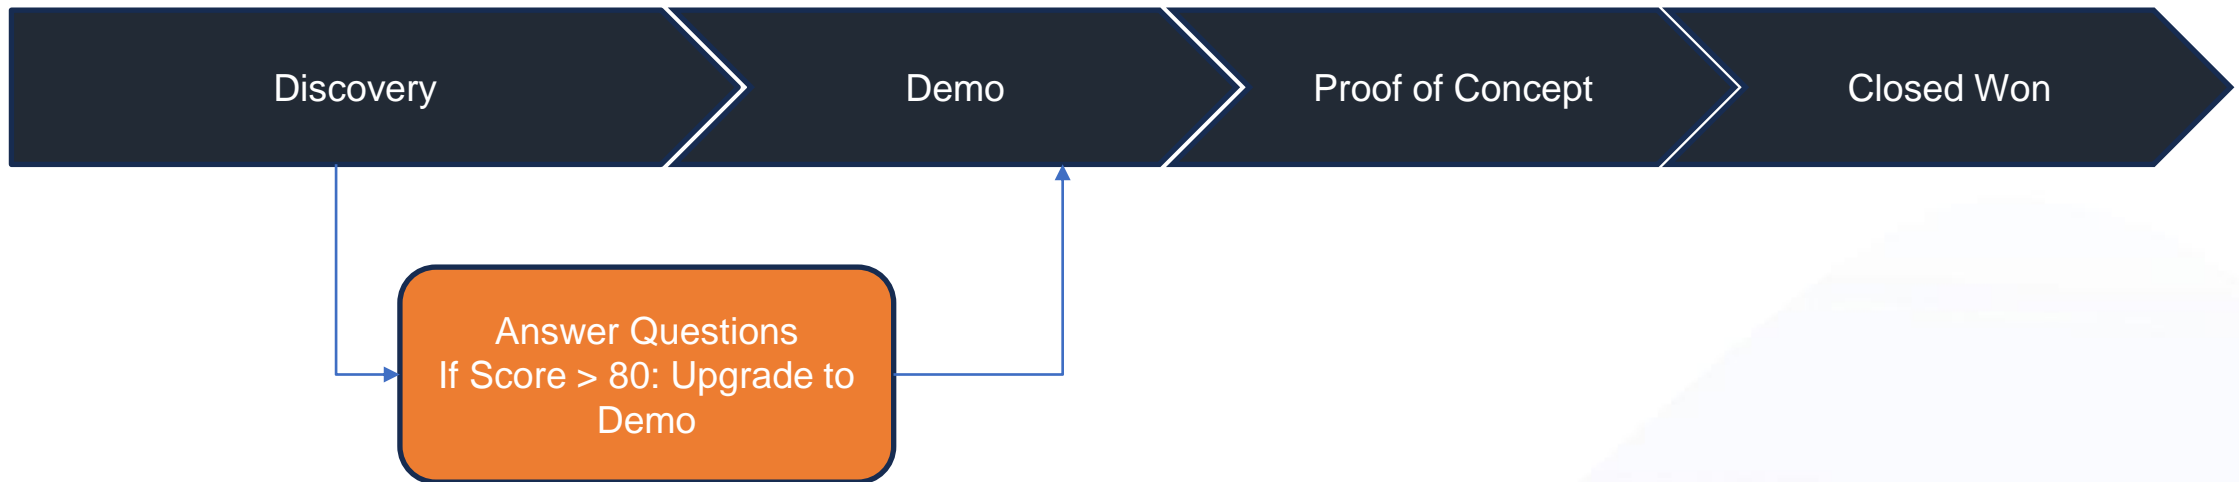 Discovery
Demo
Proof of Concept
Closed Won
Answer Questions
If Score > 80: Upgrade to
Demo